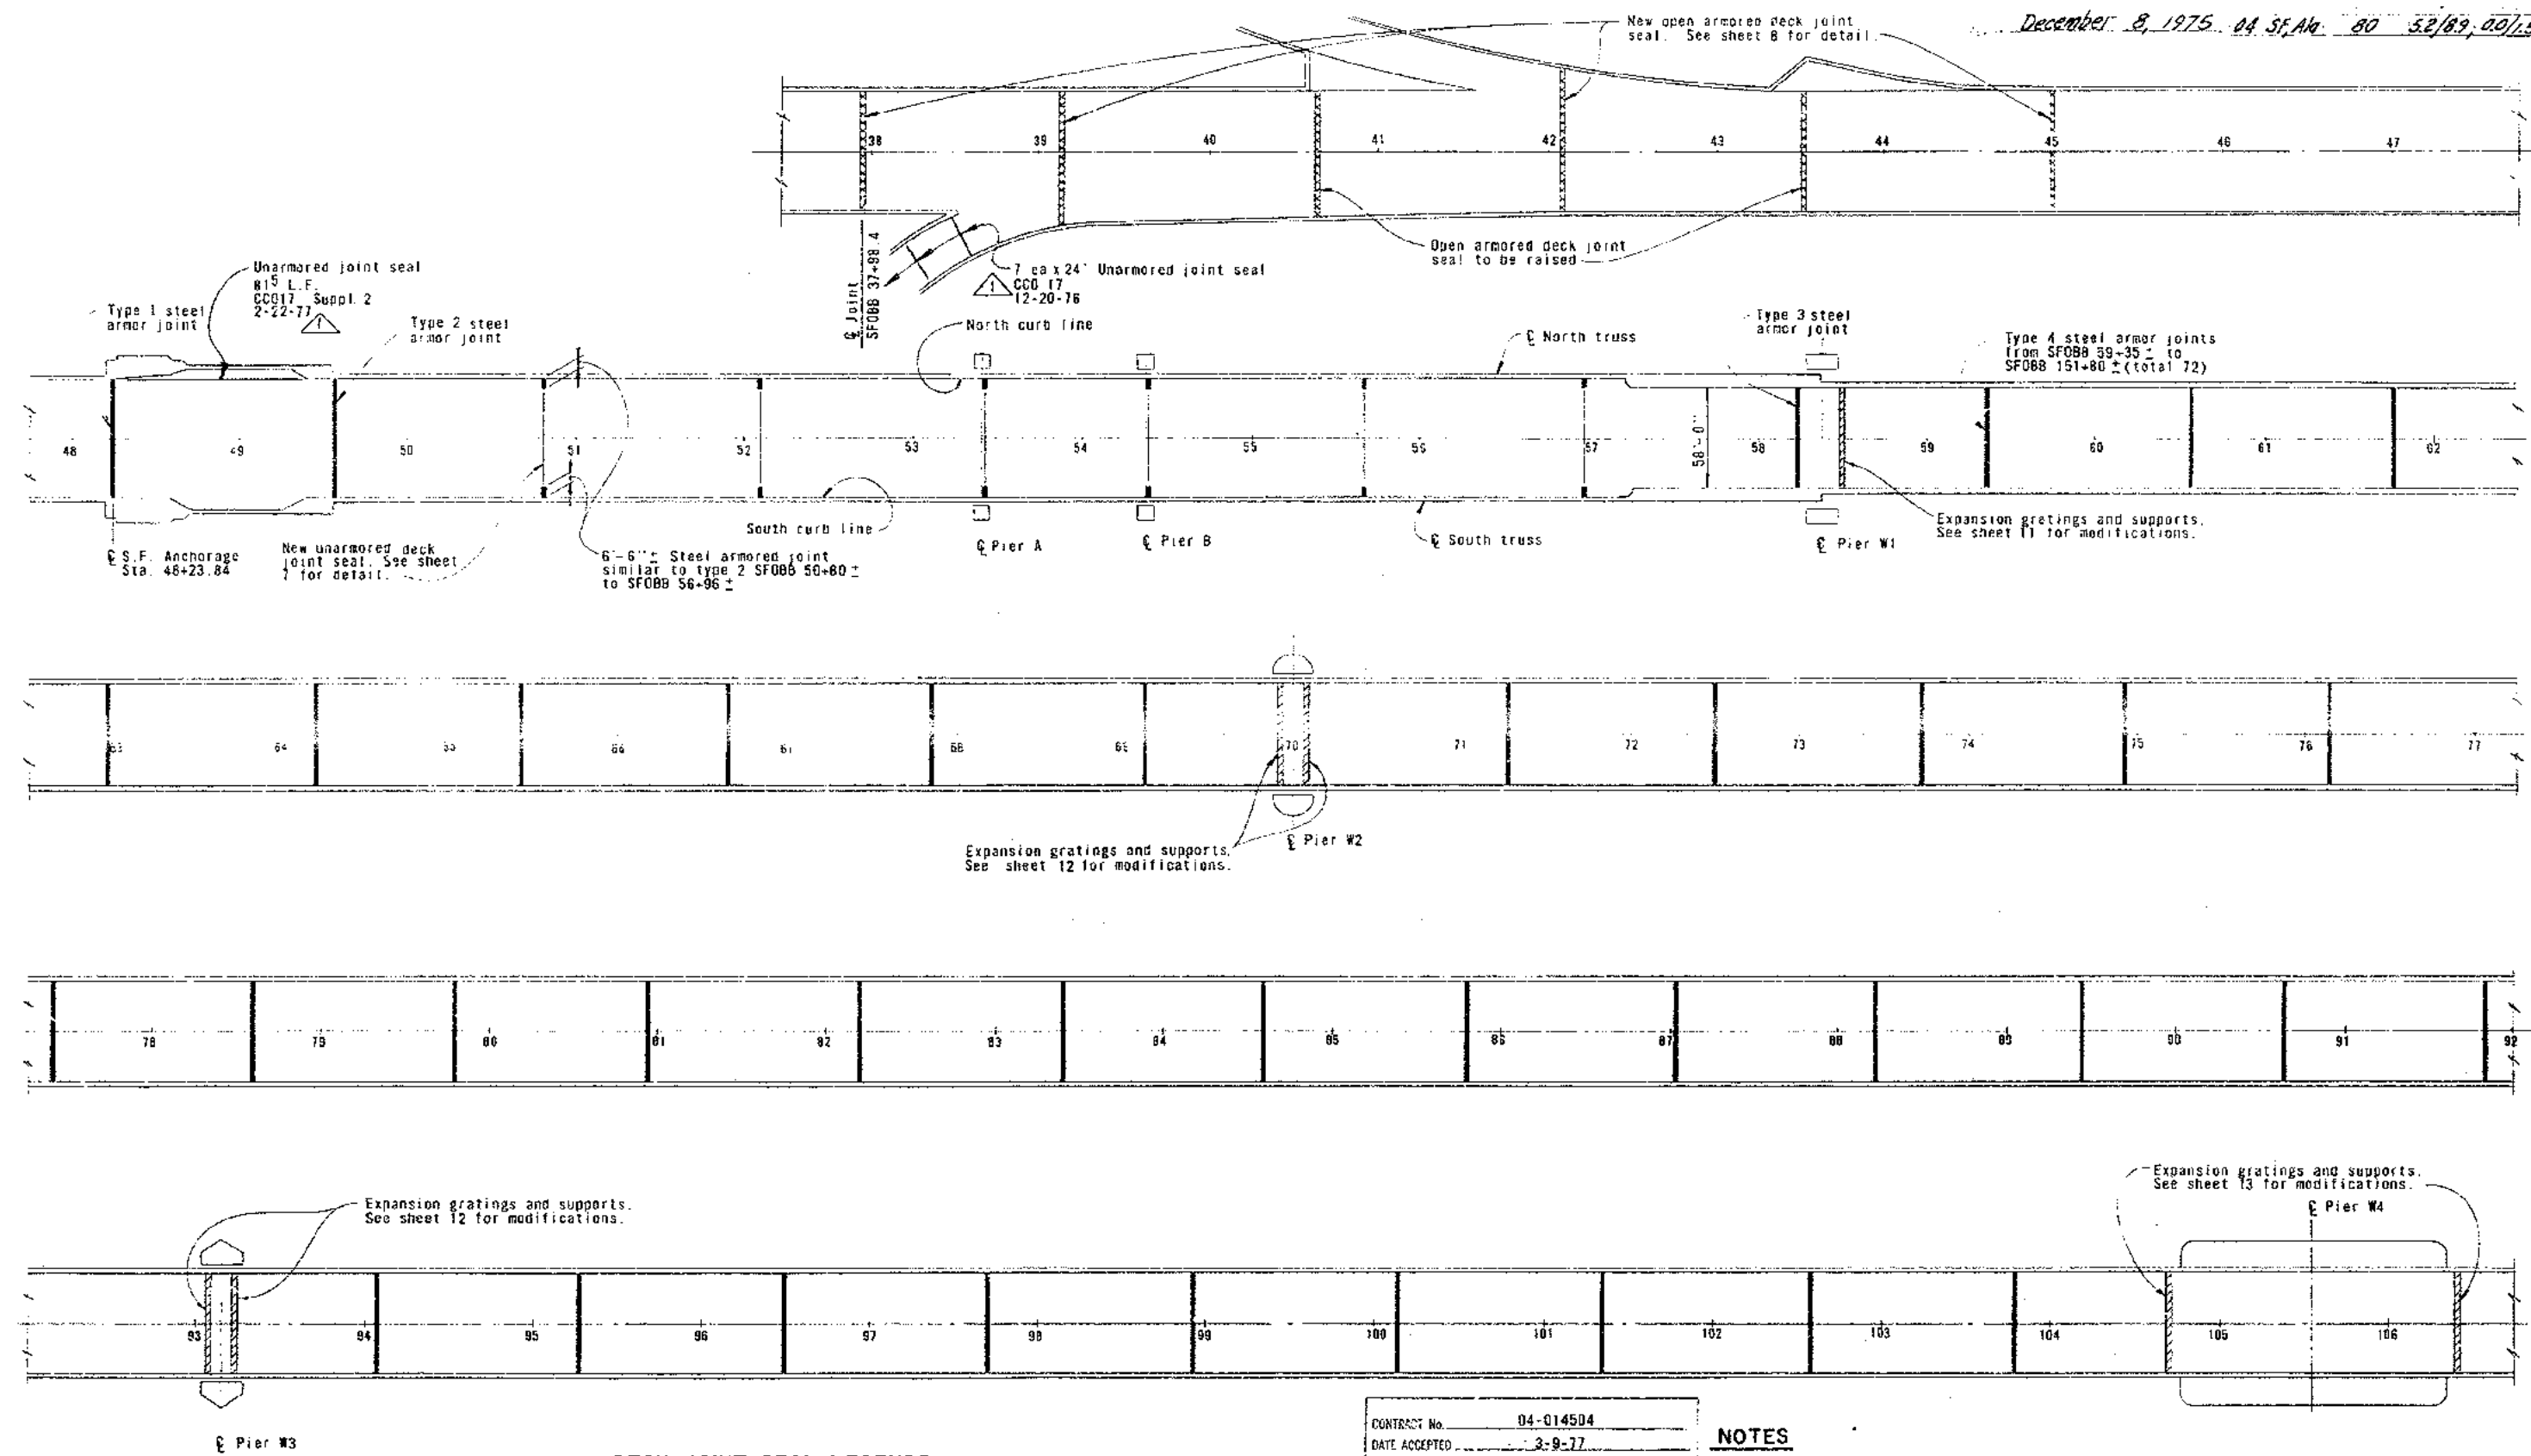 December 8, 1975 04 SF, Ala 80 5.2/8.9; 0.0/1.5
New open armored deck joint
seal. See sheet 8 for detail.
38 39 40 41 42 43 44 45 46 47
Open armored deck joint
seal to be raised
℄ Joint
SFOBB 37+98.4
7 ea x 24' Unarmored joint seal
1
CCO 17
12-20-76
Unarmored joint seal
81⁵ L.F.
CCO17 Suppl. 2
2-22-77
1
Type 1 steel
armor joint
Type 2 steel
armor joint
North curb line
℄ North truss
Type 3 steel
armor joint
Type 4 steel armor joints
from SFOBB 59+35 ± to
SFOBB 151+80 ± (total 72)
48 49 50 51 52 53 54 55 56 57 58 59 60 61 62
58'-0"
℄ S.F. Anchorage
Sta. 48+23.84
New unarmored deck
joint seal. See sheet
7 for detail.
6'-6" ± Steel armored joint
similar to type 2 SFOBB 50+80 ±
to SFOBB 56+96 ±
South curb line
℄ Pier A
℄ Pier B
℄ South truss
℄ Pier W1
Expansion gratings and supports.
See sheet 11 for modifications.
63 64 65 66 67 68 69 70 71 72 73 74 75 76 77
Expansion gratings and supports.
See sheet 12 for modifications.
℄ Pier W2
78 79 80 81 82 83 84 85 86 87 88 89 90 91 92
Expansion gratings and supports.
See sheet 12 for modifications.
Expansion gratings and supports.
See sheet 13 for modifications.
℄ Pier W4
93 94 95 96 97 98 99 100 101 102 103 104 105 106
℄ Pier W3
CONTRACT No. 04-014504
DATE ACCEPTED 3-9-77
NOTES